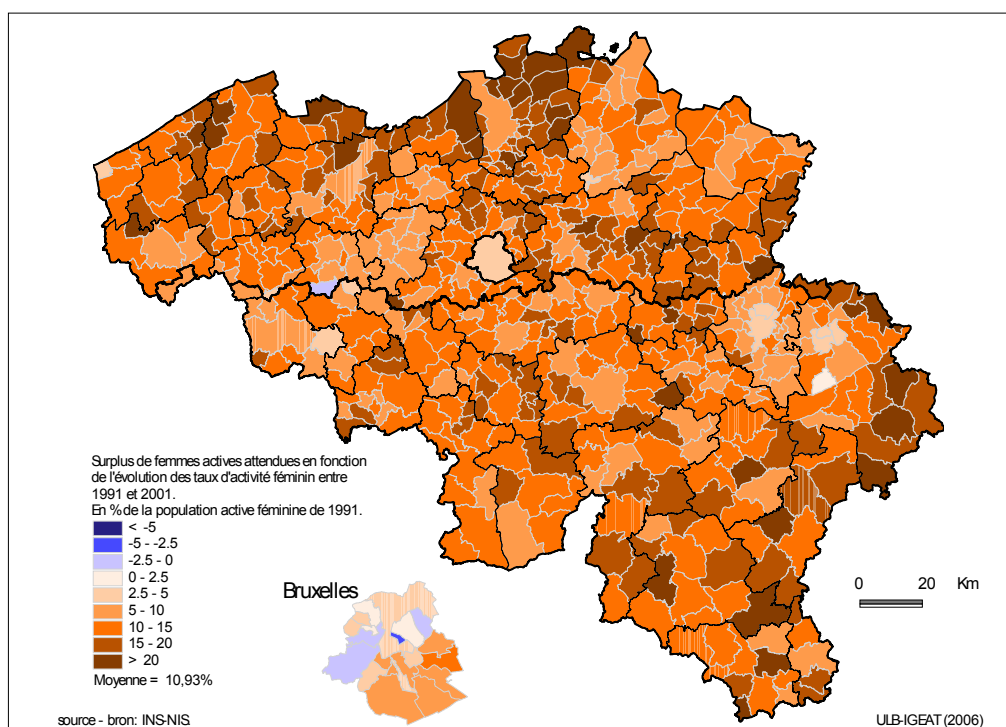 Surplus de femmes actives attendues en fonction
de l'évolution des taux d'activité féminin entre
1991 et 2001.
En % de la population active féminine de 1991.
< -5
-5 - -2.5
-2.5 - 0
0 - 2.5
2.5 - 5
5 - 10
10 - 15
15 - 20
> 20
Moyenne = 10,93%
Bruxelles
0 20 Km
source - bron: INS-NIS.
ULB-IGEAT (2006)